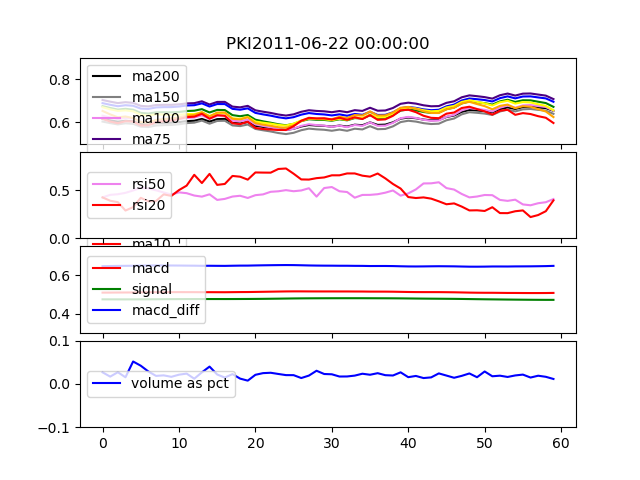 PKI2011-06-22 00:00:00
0.8
0.6
ma200
ma150
ma100
ma75
0.5
0.0
rsi50
rsi20
ma10
0.6
0.4
macd
signal
macd_diff
0.1
0.0
−0.1
volume as pct
0 10 20 30 40 50 60